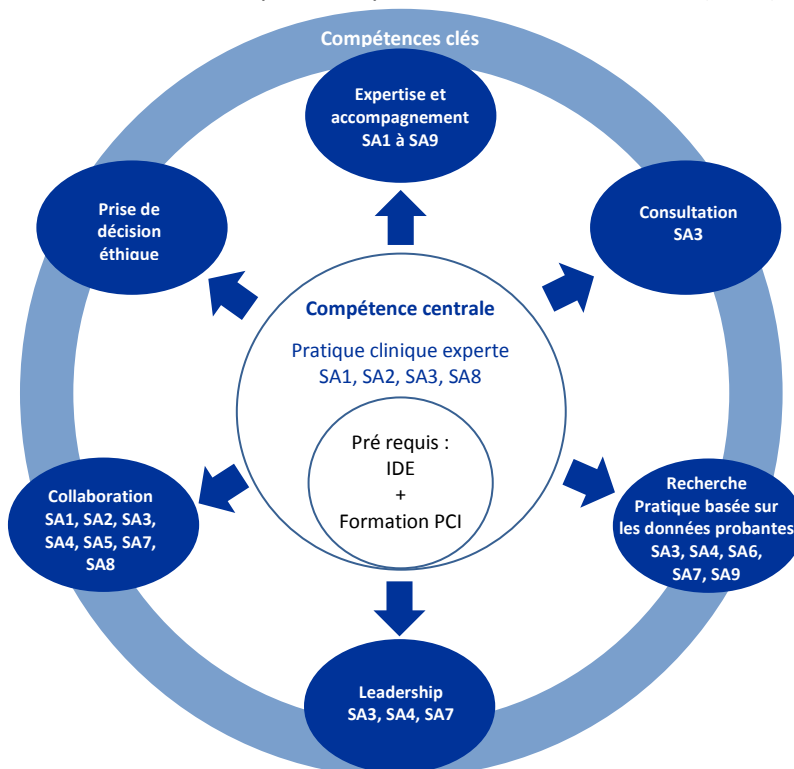 Compétences clés
Expertise et
accompagnement
SA1 à SA9
Prise de
décision
éthique
Consultation
SA3
Compétence centrale
Pratique clinique experte
SA1, SA2, SA3, SA8
Pré requis :
IDE
+
Formation PCI
Collaboration
SA1, SA2, SA3,
SA4, SA5, SA7,
SA8
Recherche
Pratique basée sur
les données probantes
SA3, SA4, SA6,
SA7, SA9
Leadership
SA3, SA4, SA7